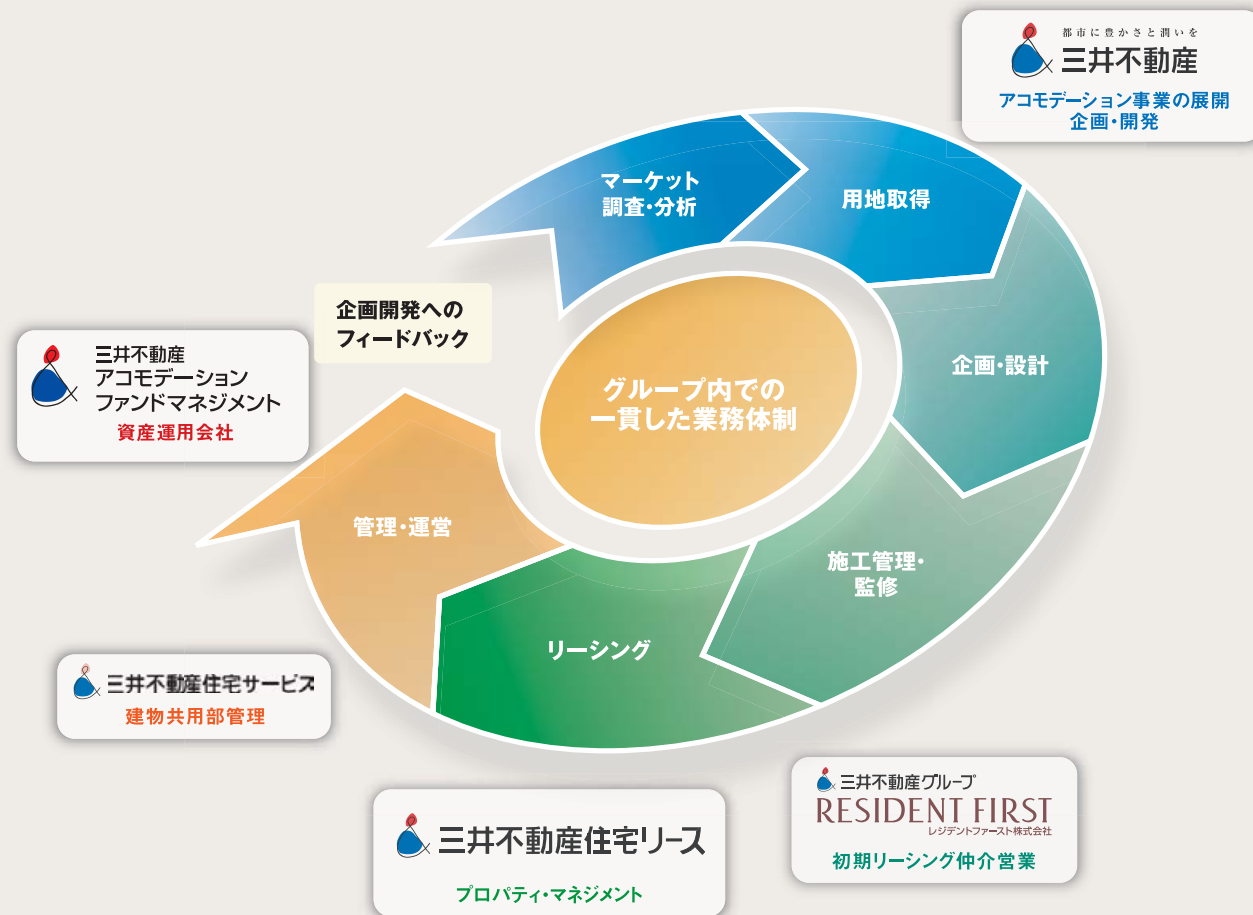 都市に豊かさと潤いを
三井不動産
アコモデーション事業の展開
企画・開発
マーケット
調査・分析
用地取得
企画・設計
施工管理・
監修
リーシング
管理・運営
企画開発への
フィードバック
グループ内での
一貫した業務体制
三井不動産
アコモデーション
ファンドマネジメント
資産運用会社
三井不動産住宅サービス
建物共用部管理
三井不動産住宅リース
プロパティ・マネジメント
三井不動産グループ
RESIDENT FIRST
レジデントファースト株式会社
初期リーシング仲介営業